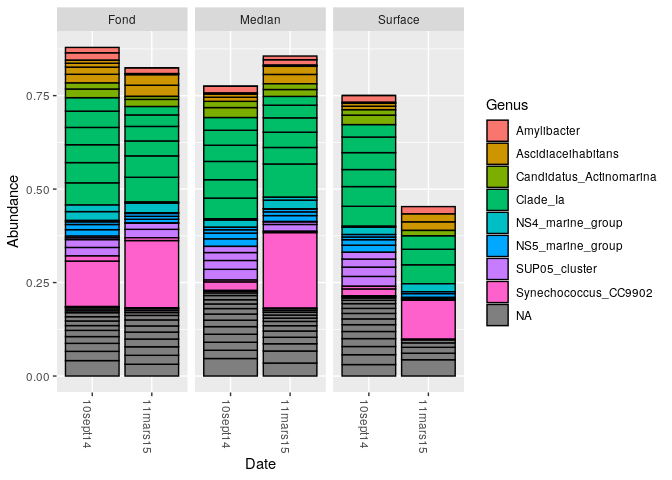 Fond
Median
Surface
Abundance
0.75
0.50
0.25
0.00
10sept14
11mars15
10sept14
11mars15
10sept14
11mars15
Date
Genus
Amylibacter
Ascidiaceihabitans
Candidatus_Actinomarina
Clade_Ia
NS4_marine_group
NS5_marine_group
SUP05_cluster
Synechococcus_CC9902
NA